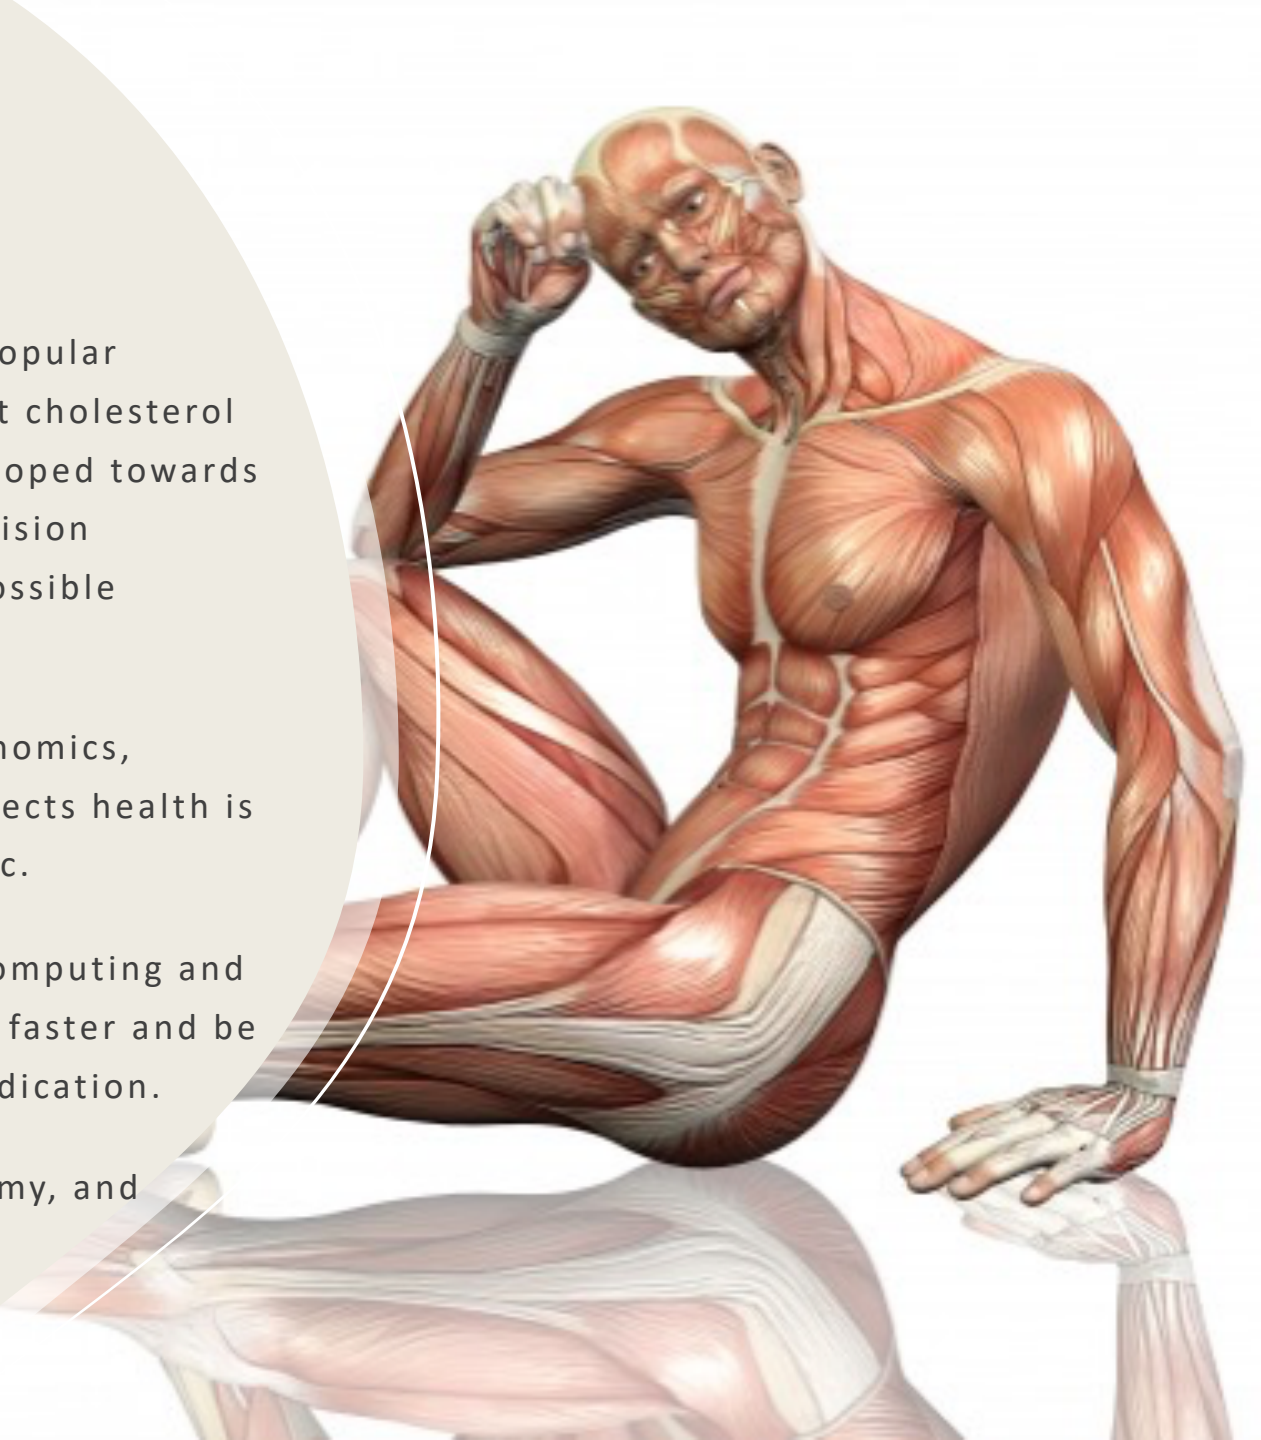 opular
t cholesterol
oped towards
ision
ossible
nomics,
ects health is
c.
omputing and
faster and be
dication.
my, and